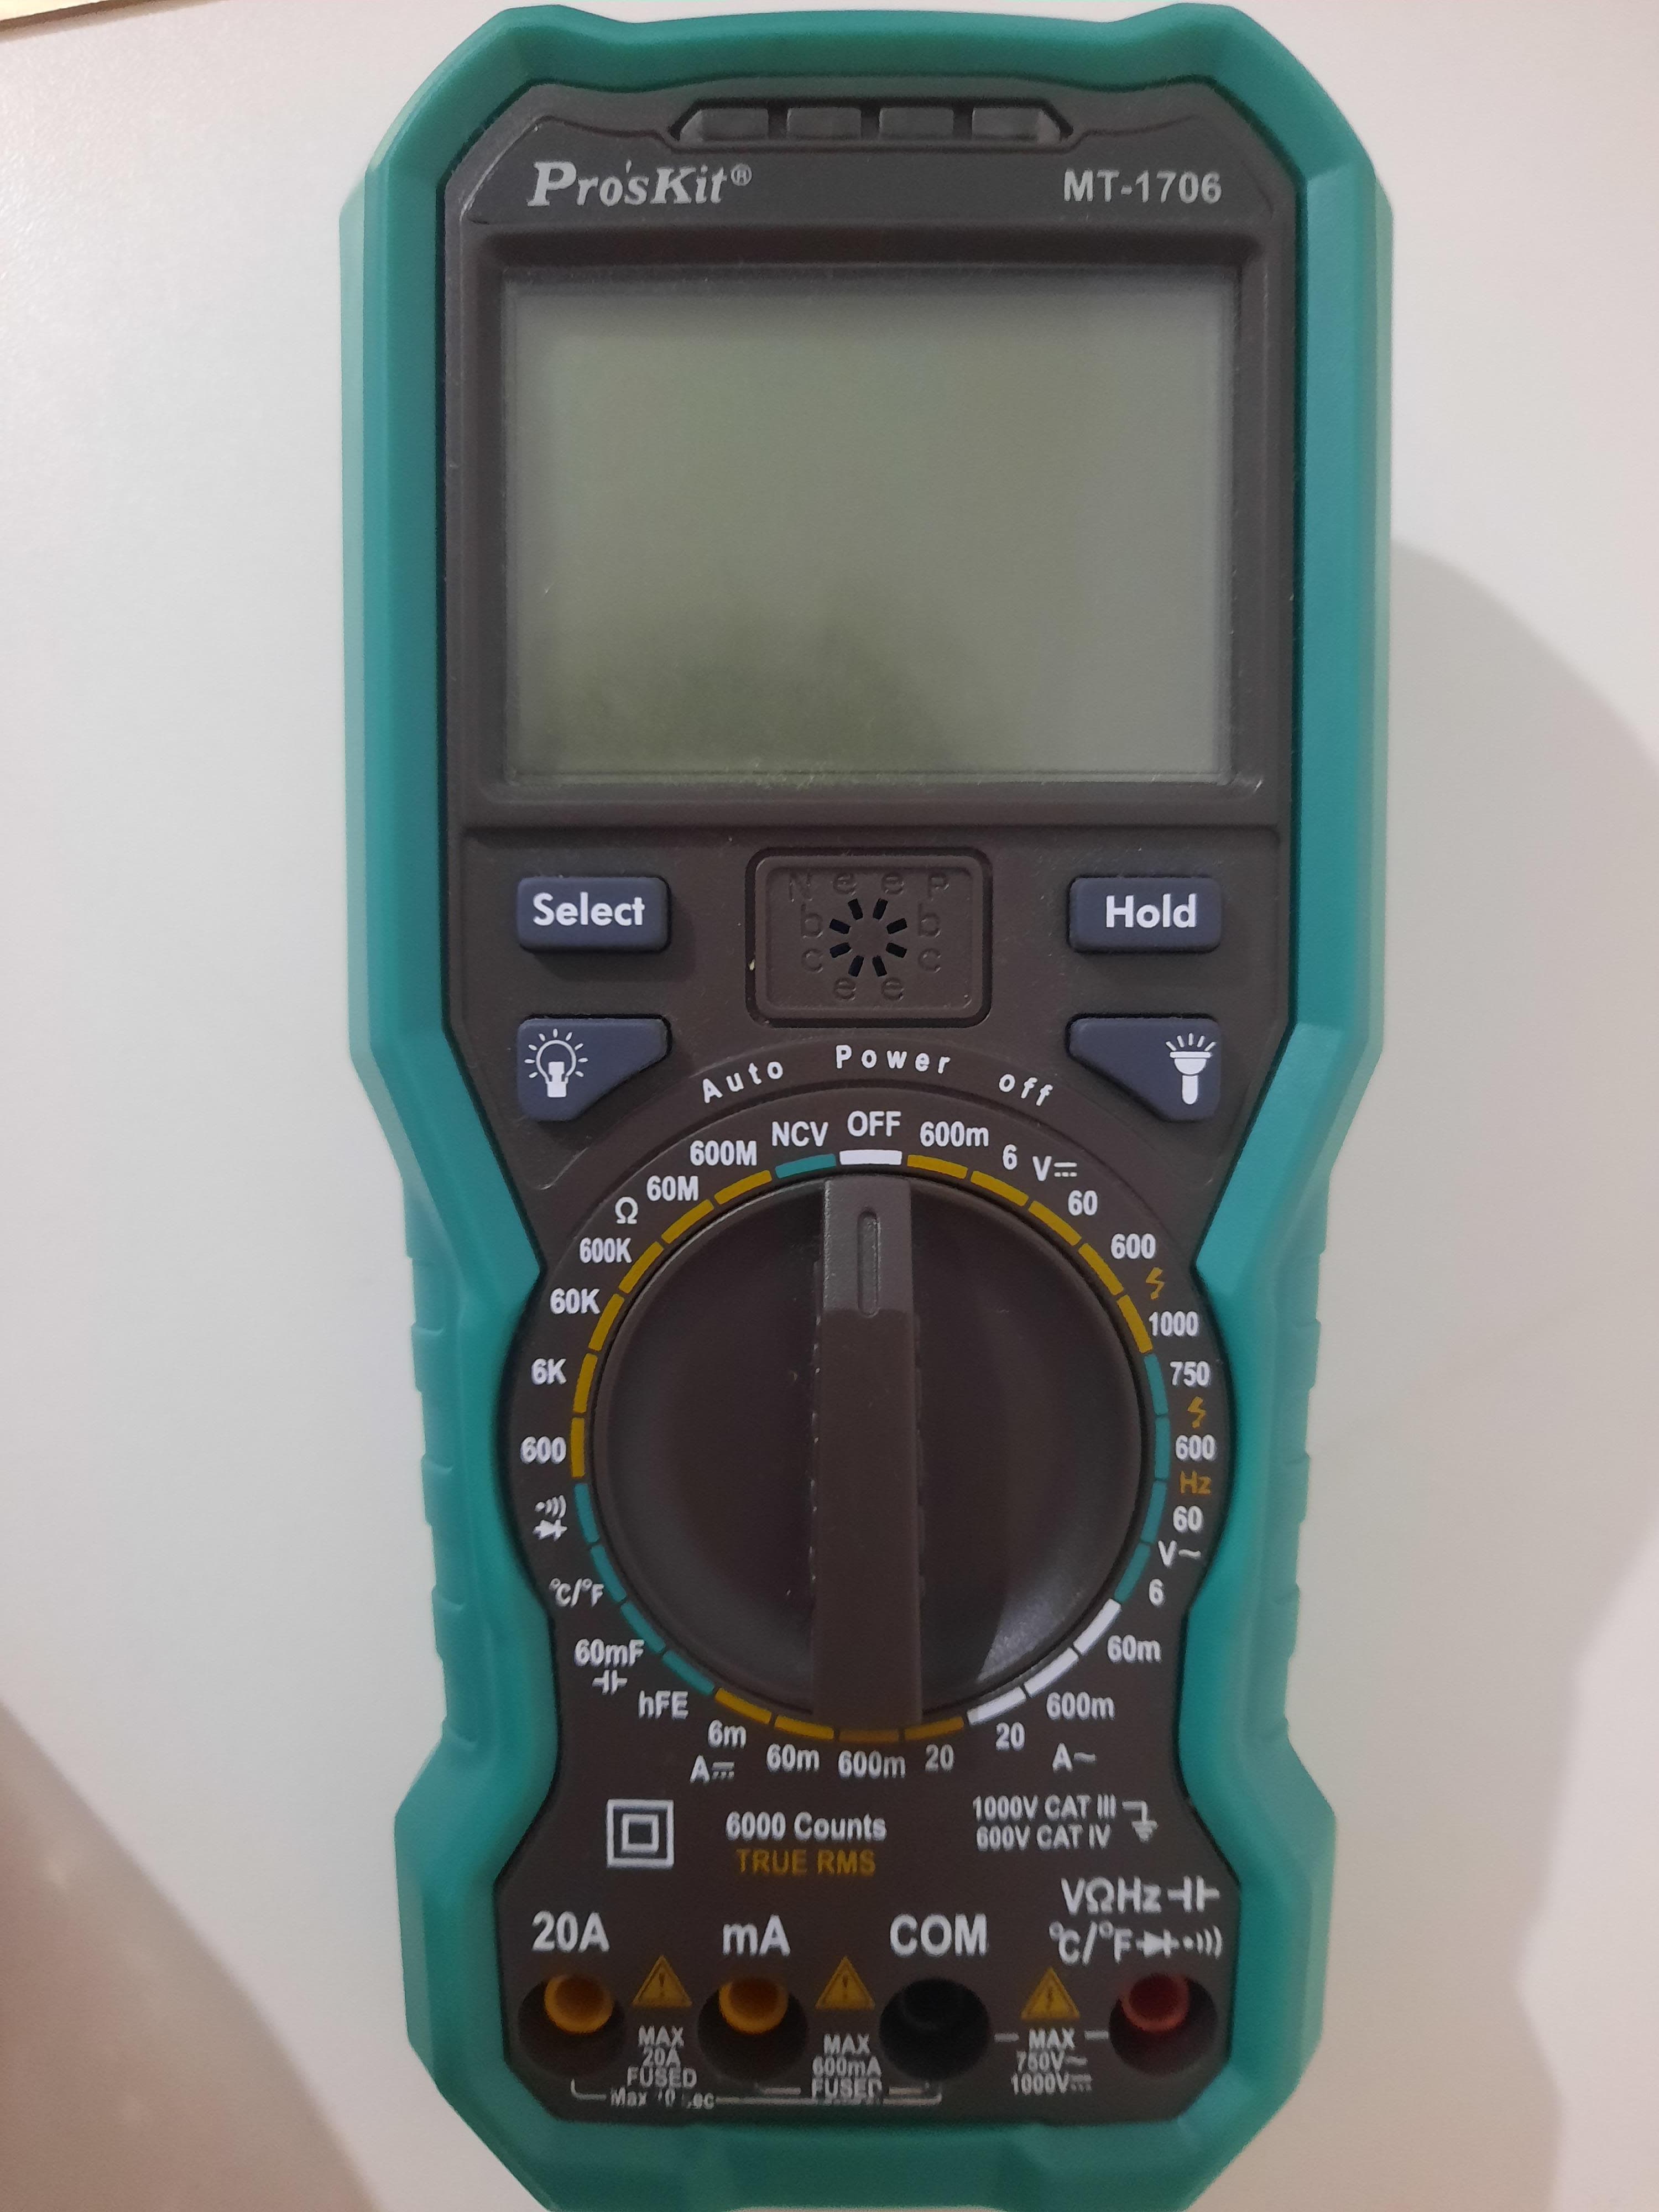 Pro'sKit®
MT-1706
Select
Hold
N e e P
b b
c c
e e
Auto Power off
OFF
600m
6
V⎓
60
600
1000
750
600
Hz
60
V~
6
60m
600m
20
A~
20
600m
60m
6m
A⎓
hFE
60mF
°C/°F
600
6K
60K
600K
Ω
60M
600M
NCV
6000 Counts
TRUE RMS
1000V CAT III
600V CAT IV
VΩHz
20A
mA
COM
°C/°F
MAX
20A
FUSED
Max 10 sec
MAX
600mA
FUSED
MAX
750V~
1000V⎓